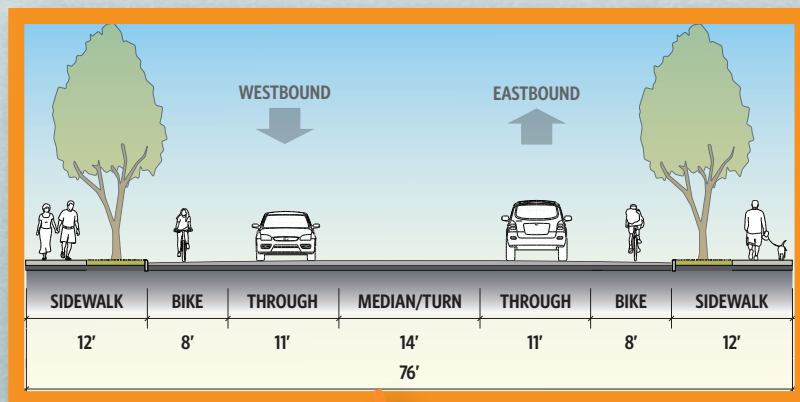 WESTBOUND EASTBOUND
SIDEWALK BIKE THROUGH MEDIAN/TURN THROUGH BIKE SIDEWALK
12' 8' 11' 14' 11' 8' 12'
76'